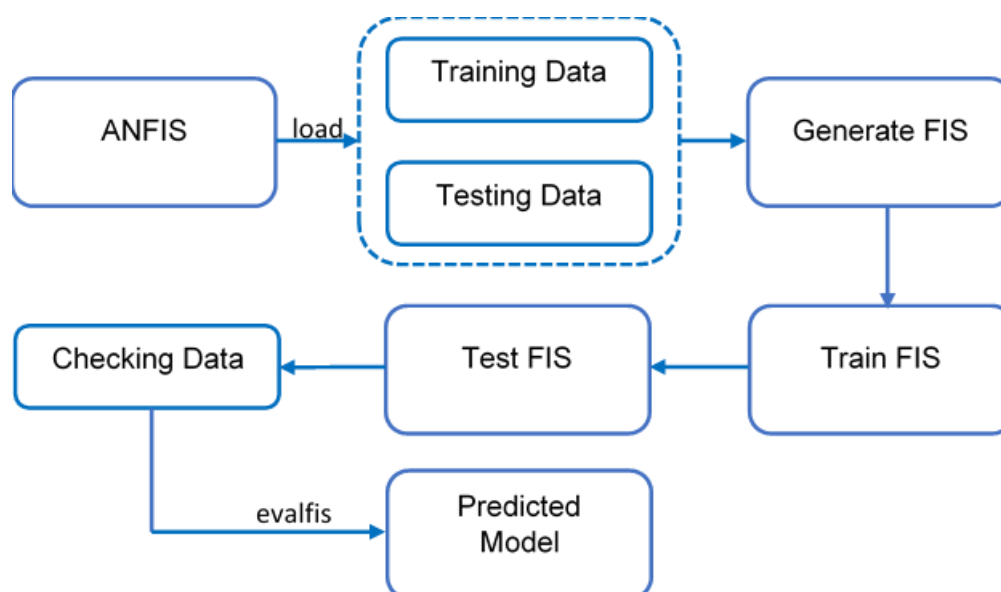 Training Data
ANFIS
load
Generate FIS
Testing Data
Checking Data
Test FIS
Train FIS
evalfis
Predicted
Model